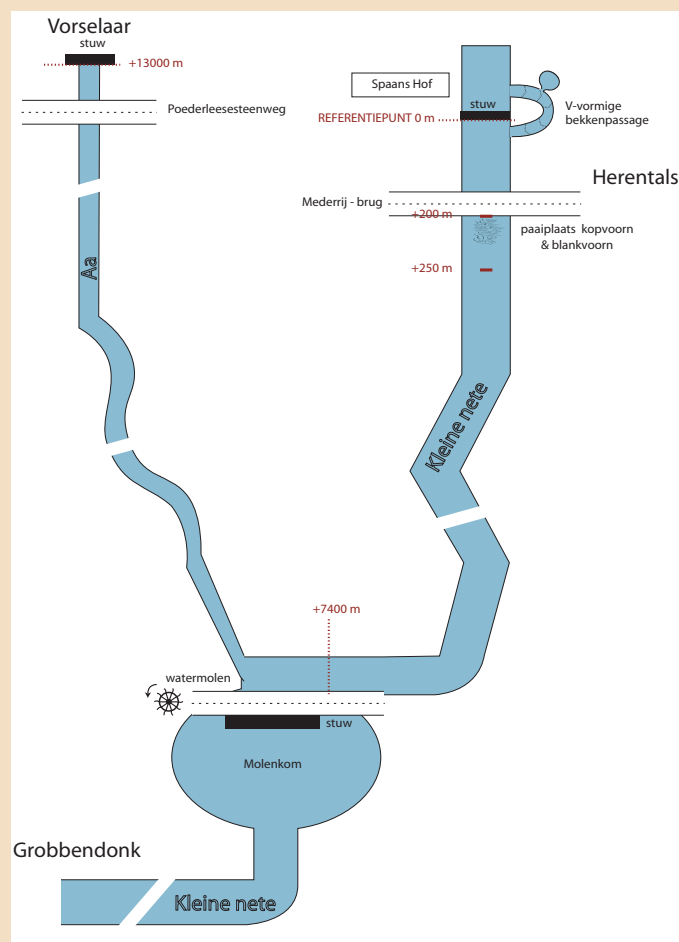 Vorselaar
stuw
+13000 m
Poederleesesteenweg
Spaans Hof
stuw
REFERENTIEPUNT 0 m
V-vormige
bekkenpassage
Herentals
Mederrij - brug
+200 m
paaiplaats kopvoorn
& blankvoorn
+250 m
Aa
Kleine nete
+7400 m
watermolen
stuw
Molenkom
Grobbendonk
Kleine nete